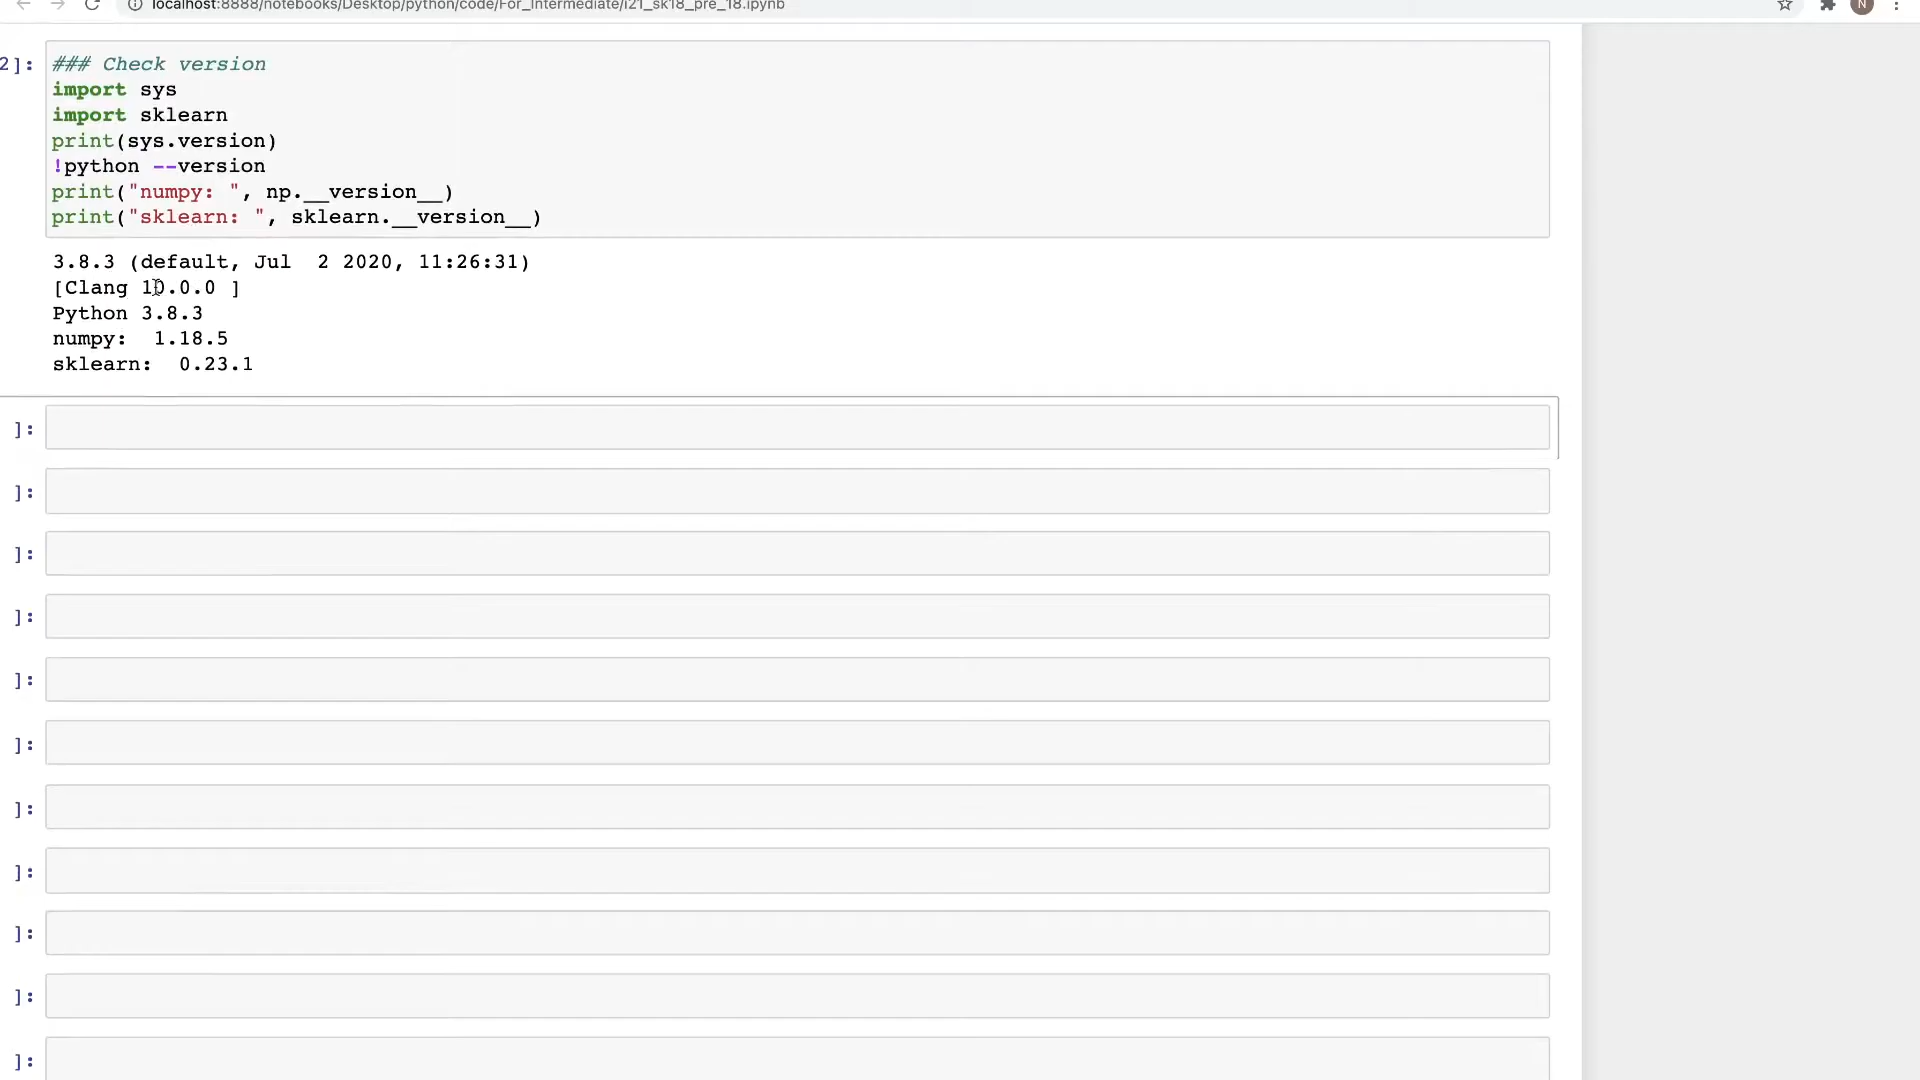 localhost:8888/notebooks/Desktop/python/code/For_Intermediate/i21_sk18_pre_18.ipynb
N
2]:
### Check version
import sys
import sklearn
print(sys.version)
!python --version
print("numpy: ", np.__version__)
print("sklearn: ", sklearn.__version__)
3.8.3 (default, Jul  2 2020, 11:26:31)
[Clang 10.0.0 ]
Python 3.8.3
numpy:  1.18.5
sklearn:  0.23.1
]:
]:
]:
]:
]:
]:
]:
]:
]:
]:
]: